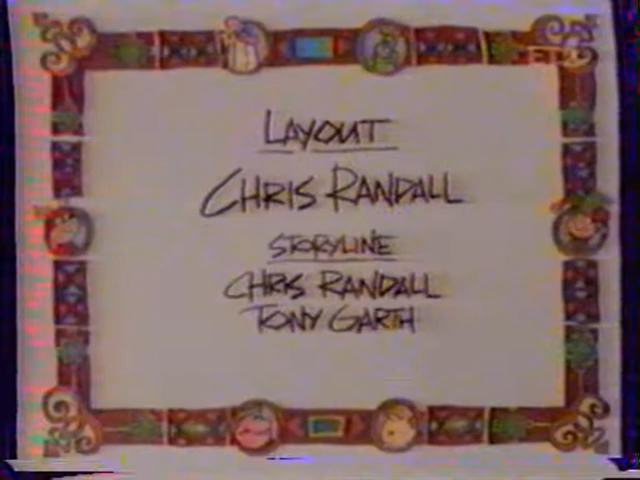 LAYOUT
CHRIS RANDALL
STORYLINE
CHRIS RANDALL
TONY GARTH